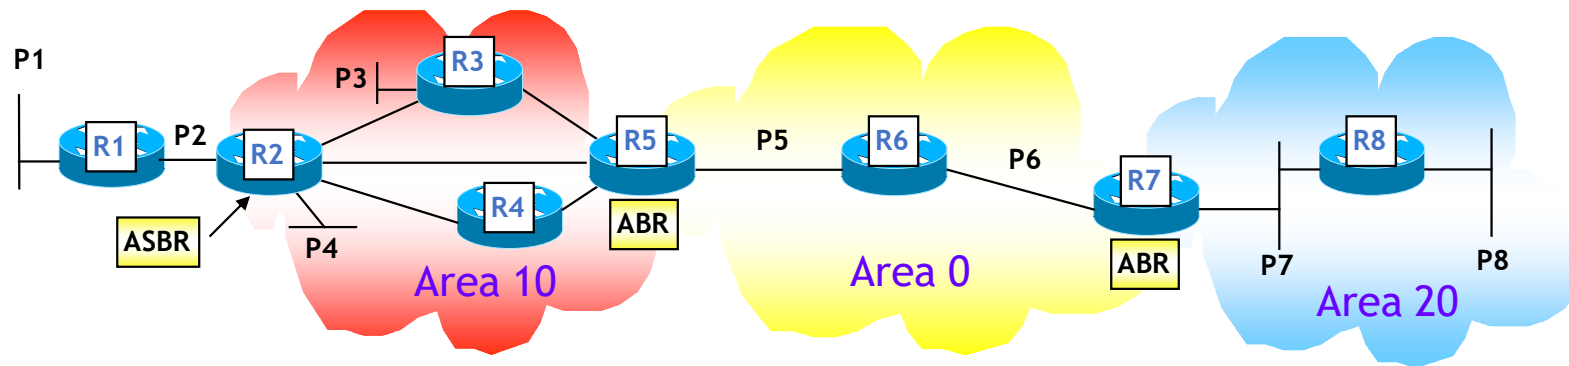 P1
R1
P2
R2
ASBR
P3
R3
P4
R4
R5
ABR
Area 10
P5
R6
Area 0
P6
R7
ABR
P7
R8
P8
Area 20